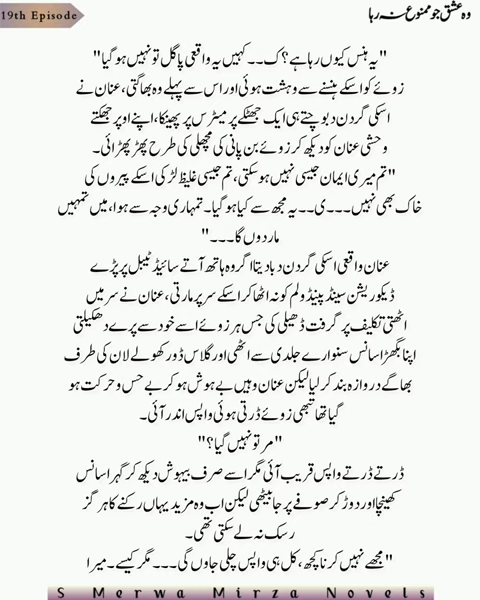 19th Episode
وہ عشق جو ممنوع نہ رہا
"یہ ہنس کیوں رہا ہے؟ ک۔۔ کہیں یہ واقعی پاگل تو نہیں ہو گیا"
زوئے کو اسکے ہنسنے سے وحشت ہوئی اور اس سے پہلے وہ بھاگتی، عنان نے
اسکی گردن دبوچتے ہی ایک جھٹکے پر میٹرس پر پھینکا، اپنے اوپر جھکتے
وحشی عنان کو دیکھ کر زوئے بن پانی کی مچھلی کی طرح پھڑ پھڑائی۔
"تم میری ایمان جیسی نہیں ہو سکتی، تم جیسی غلیظ لڑکی اسکے پیروں کی
خاک بھی نہیں۔۔۔ی۔۔ یہ مجھ سے کیا ہو گیا۔ تمہاری وجہ سے ہوا، میں تمہیں
مار دوں گا۔۔۔"
عنان واقعی اسکی گردن دبا دیتا اگر وہ ہاتھ آتے سائیڈ ٹیبل پر پڑے
ڈیکوریشن سینڈ پینڈولم کو نہ اٹھا کر اسکے سر پر مارتی، عنان نے سر میں
اٹھتی تکلیف پر گرفت ڈھیلی کی جس پر زوئے اسے خود سے پرے دھکیلتی
اپنا بگھڑا سانس سنوارے جلدی سے اٹھی اور گلاس ڈور کھولے لان کی طرف
بھاگے دروازہ بند کر لیا لیکن عنان وہیں بے ہوش ہو کر بے حس و حرکت ہو
گیا تھا تبھی زوئے ڈرتی ہوئی واپس اندر آئی۔
"مر تو نہیں گیا؟"
ڈرتے ڈرتے واپس قریب آئی مگر اسے صرف بیہوش دیکھ کر گہرا سانس
کھینچا اور دوڑ کر صوفے پر جا بیٹھی لیکن اب وہ مزید یہاں رکنے کا ہر گز
رسک نہ لے سکتی تھی۔
"مجھے نہیں کرنا کچھ، کل ہی واپس چلی جاوں گی۔۔۔ مگر کیسے۔ میرا
S Merwa Mirza Novels